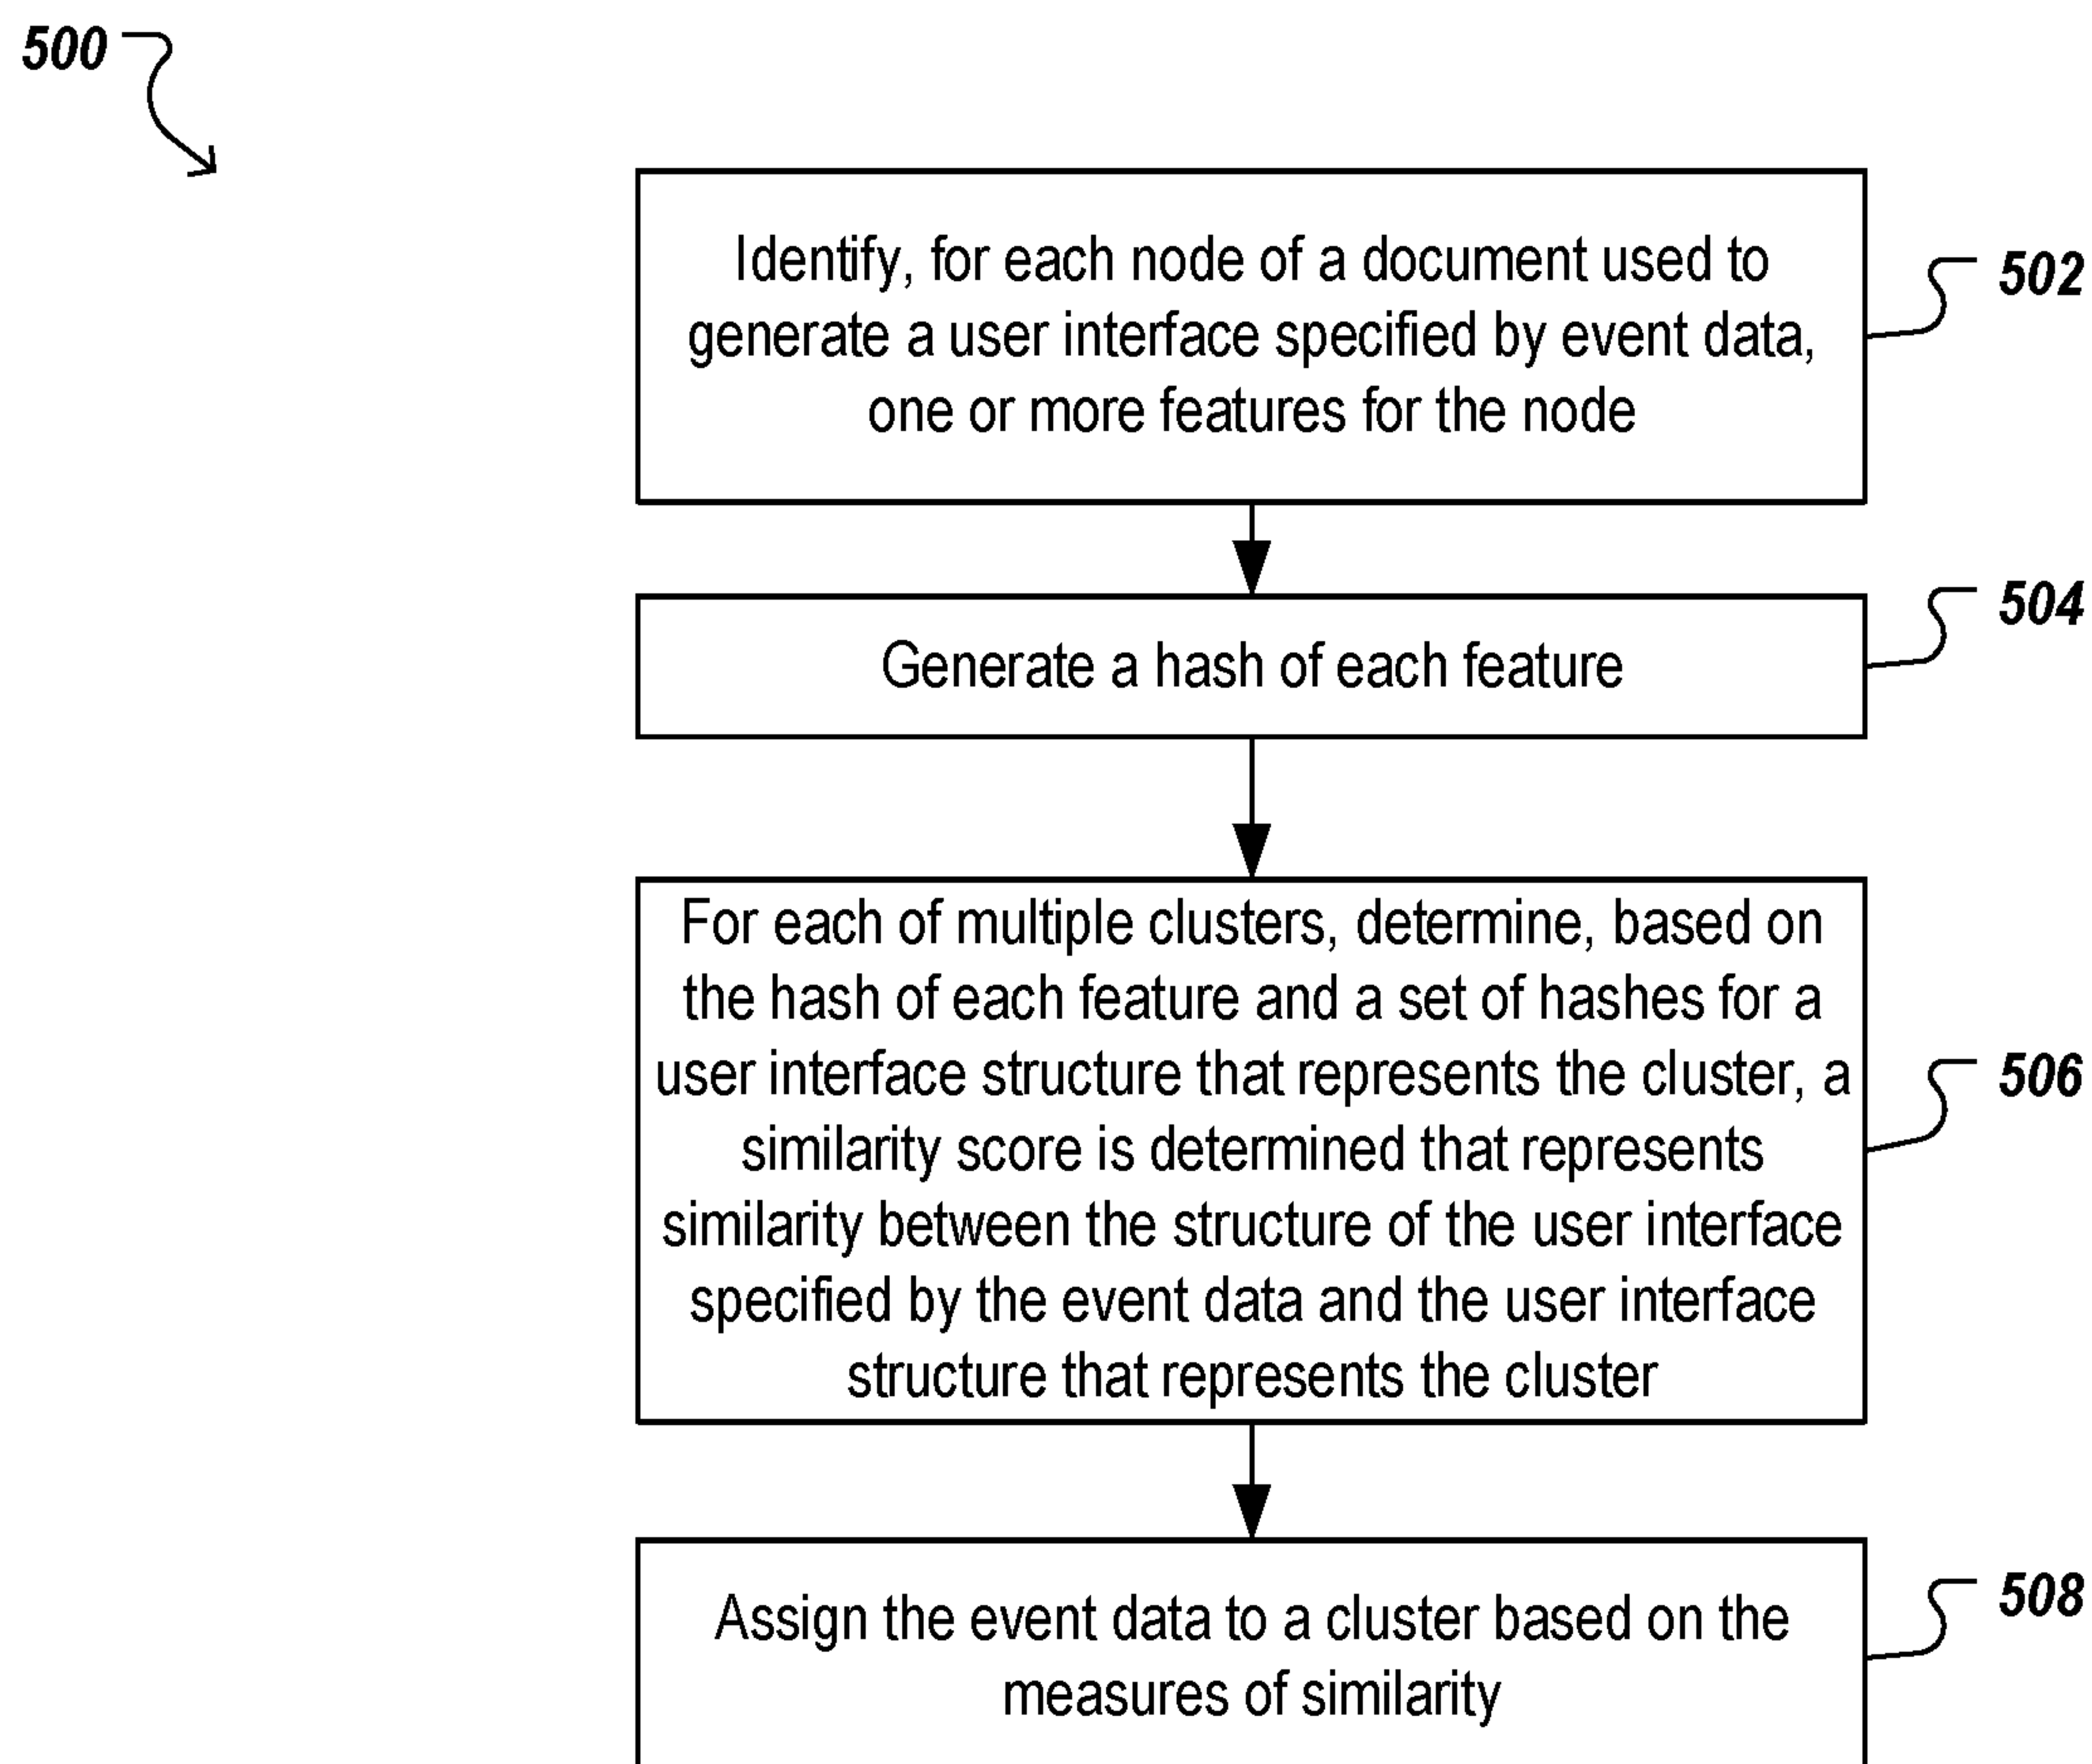 500
Identify, for each node of a document used to
generate a user interface specified by event data,
one or more features for the node
502
Generate a hash of each feature
504
For each of multiple clusters, determine, based on
the hash of each feature and a set of hashes for a
user interface structure that represents the cluster, a
similarity score is determined that represents
similarity between the structure of the user interface
specified by the event data and the user interface
structure that represents the cluster
506
Assign the event data to a cluster based on the
measures of similarity
508